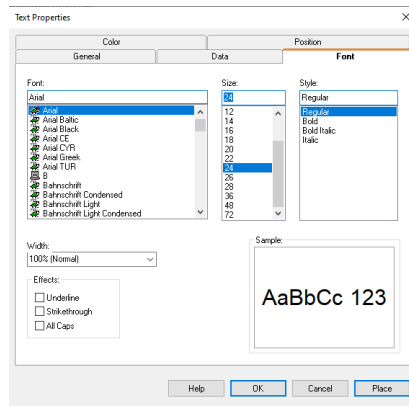 Text Properties
Color Position
General Data Font
Font: Size: Style:
Arial 24 Regular
Arial
Arial Baltic
Arial Black
Arial CE
Arial CYR
Arial Greek
Arial TUR
B
Bahnschrift
Bahnschrift Condensed
Bahnschrift Light
Bahnschrift Light Condensed
12
14
16
18
20
22
24
26
28
36
48
72
Regular
Bold
Bold Italic
Italic
Width:
100% (Normal)
Effects:
Underline
Strikethrough
All Caps
Sample:
AaBbCc 123
Help OK Cancel Place